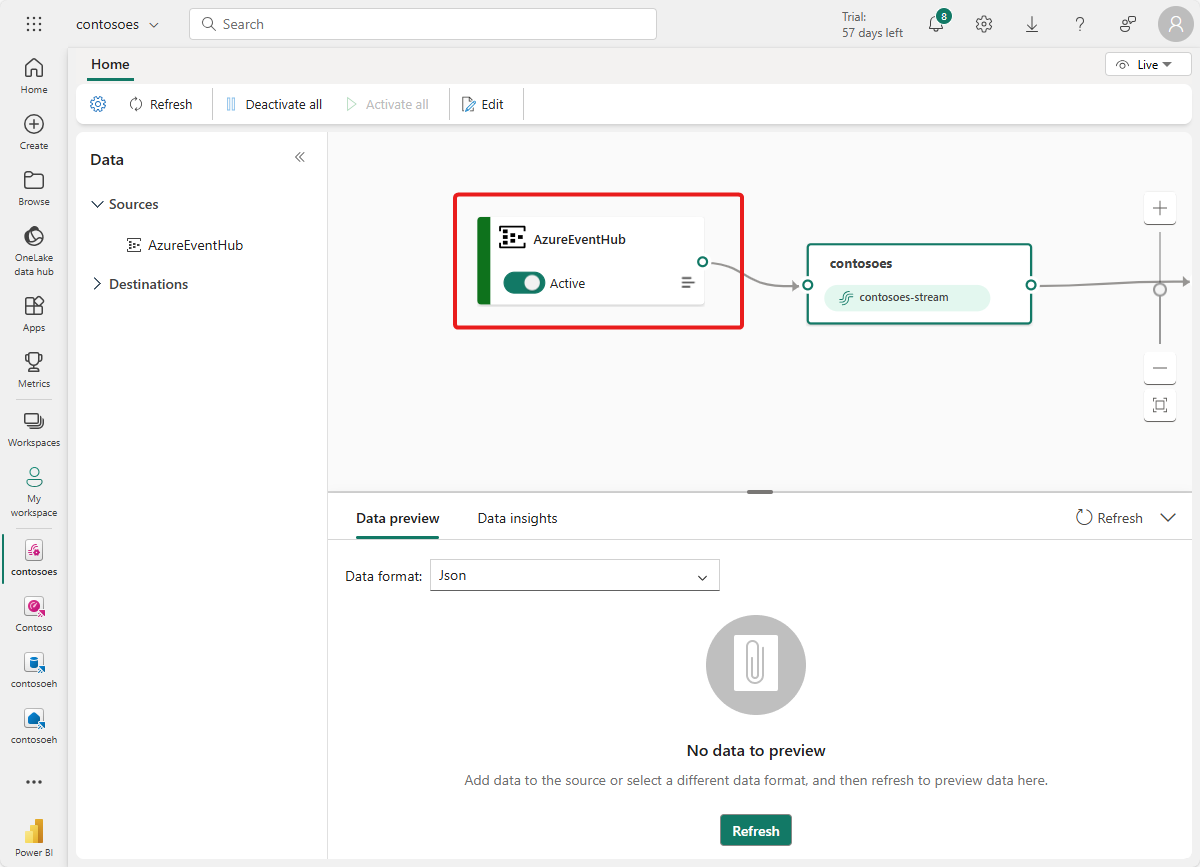 contosoes
Search
Trial:
57 days left
8
Home
Create
Browse
OneLake
data hub
Apps
Metrics
Workspaces
My
workspace
contosoes
Contoso
contosoeh
contosoeh
Power BI
Home
Live
Refresh
Deactivate all
Activate all
Edit
Data
Sources
AzureEventHub
Destinations
AzureEventHub
Active
contosoes
contosoes-stream
Data preview
Data insights
Refresh
Data format:
Json
No data to preview
Add data to the source or select a different data format, and then refresh to preview data here.
Refresh